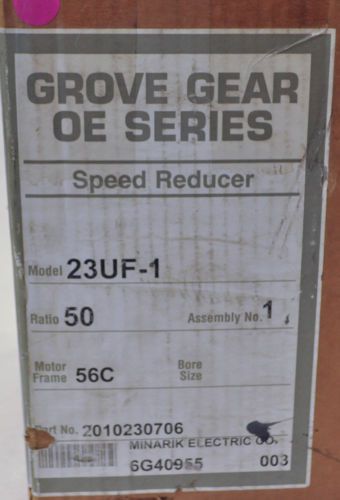 GROVE GEAR
OE SERIES
Speed Reducer
Model 23UF-1
Ratio 50 Assembly No. 1
Motor Frame 56C Bore Size
Part No. 2010230706
MINARIK ELECTRIC CO.
6G40955 003